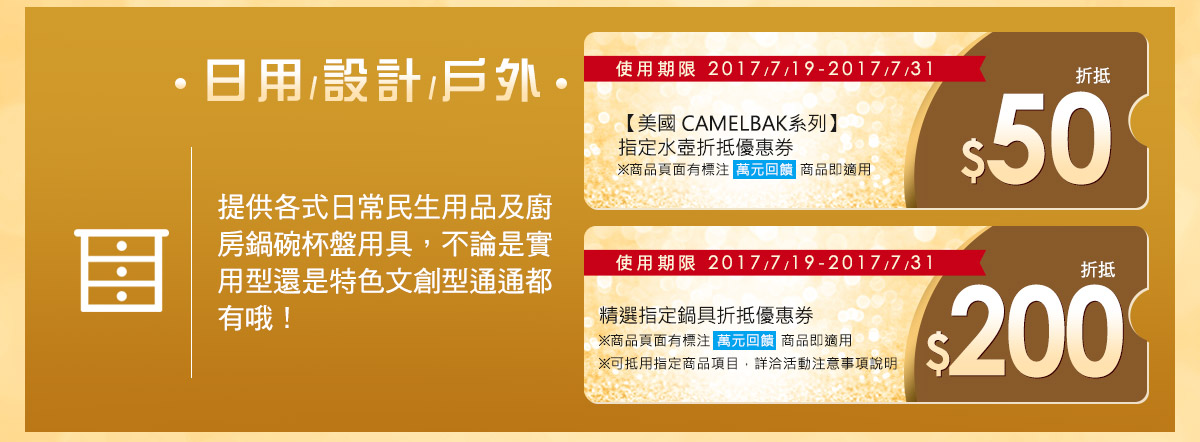 •日用/設計/戶外•
提供各式日常民生用品及廚
房鍋碗杯盤用具，不論是實
用型還是特色文創型通通都
有哦！
使用期限 2017/7/19-2017/7/31
【美國 CAMELBAK系列】
指定水壺折抵優惠券
※商品頁面有標注 萬元回饋 商品即適用
折抵
$50
使用期限 2017/7/19-2017/7/31
精選指定鍋具折抵優惠券
※商品頁面有標注 萬元回饋 商品即適用
※可抵用指定商品項目，詳洽活動注意事項說明
折抵
$200